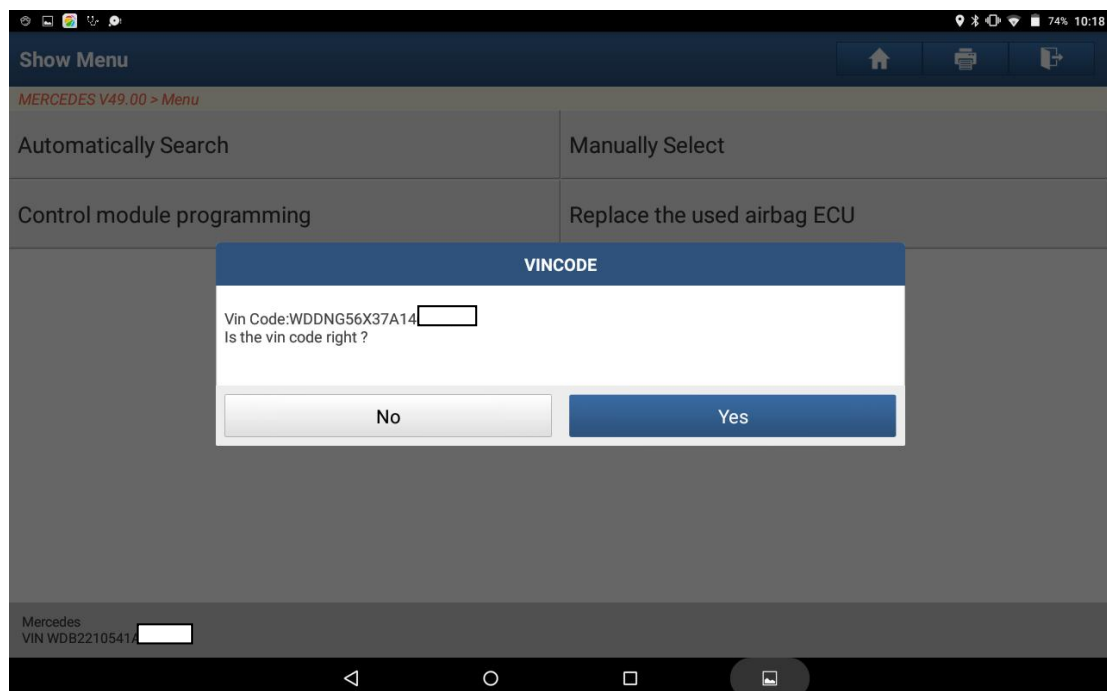 74% 10:18
Show Menu
MERCEDES V49.00 > Menu
Automatically Search
Manually Select
Control module programming
Replace the used airbag ECU
VINCODE
Vin Code:WDDNG56X37A14
Is the vin code right ?
No
Yes
Mercedes
VIN WDB2210541A